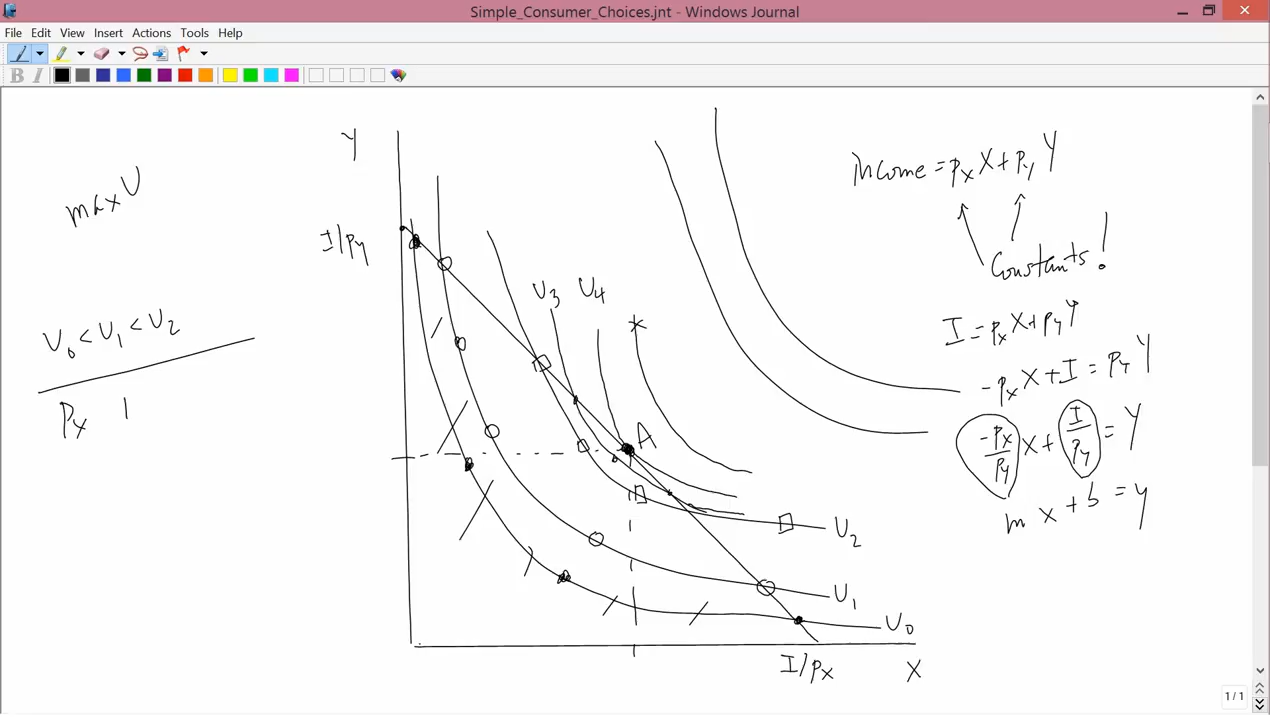 Simple_Consumer_Choices.jnt - Windows Journal
File Edit View Insert Actions Tools Help
B I
Y
max U
Income = pxX + pyY
I/py
Constants!
U3 U4
I = pxX + pyY
U0 < U1 < U2
-pxX + I = pyY
Px 1
A
-px/py X + I/py = Y
m x + b = y
U2
U1
U0
I/px
X
1 / 1